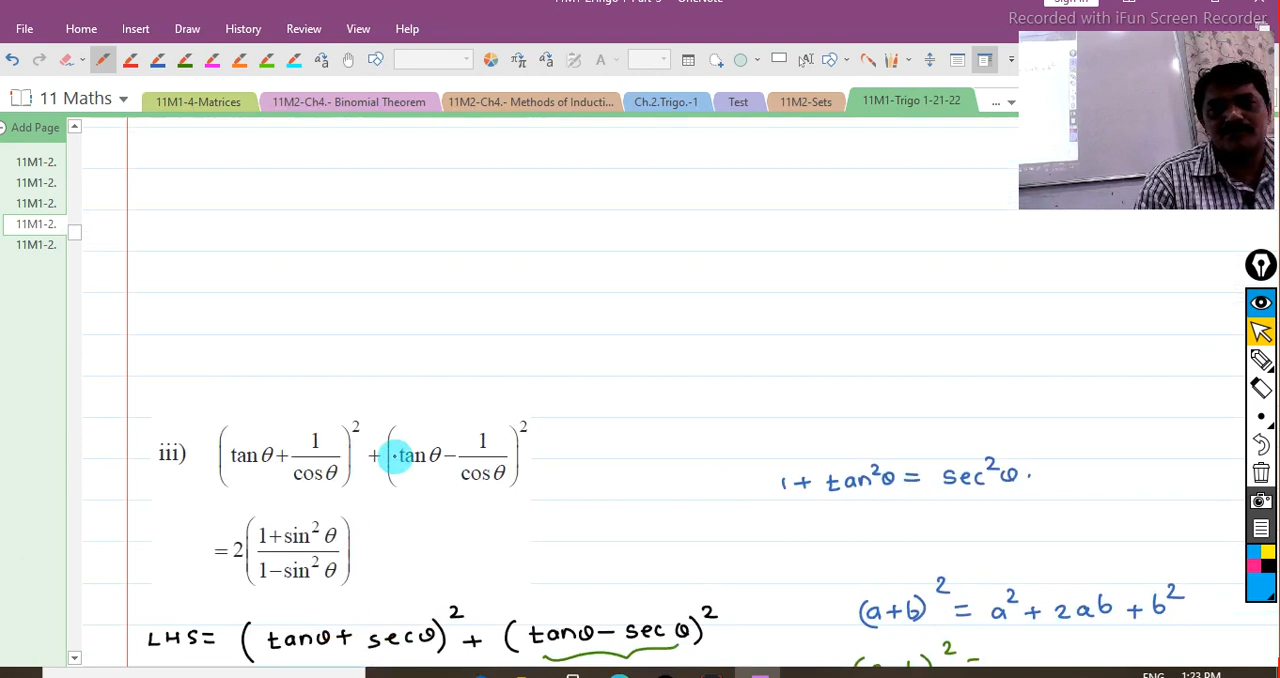 Recorded with iFun Screen Recorder
File Home Insert Draw History Review View Help
11 Maths
11M1-4-Matrices
11M2-Ch4.- Binomial Theorem
11M2-Ch4.- Methods of Inducti...
Ch.2.Trigo.-1
Test
11M2-Sets
11M1-Trigo 1-21-22
...
Add Page
11M1-2.
11M1-2.
11M1-2.
11M1-2.
11M1-2.
iii) (tan θ + 1/cos θ)² + (tan θ − 1/cos θ)²
= 2((1+sin² θ)/(1−sin² θ))
1 + tan²θ = sec²θ.
(a+b)² = a² + 2ab + b²
LHS = (tanθ + secθ)² + (tanθ − secθ)²
ENG 1:23 PM